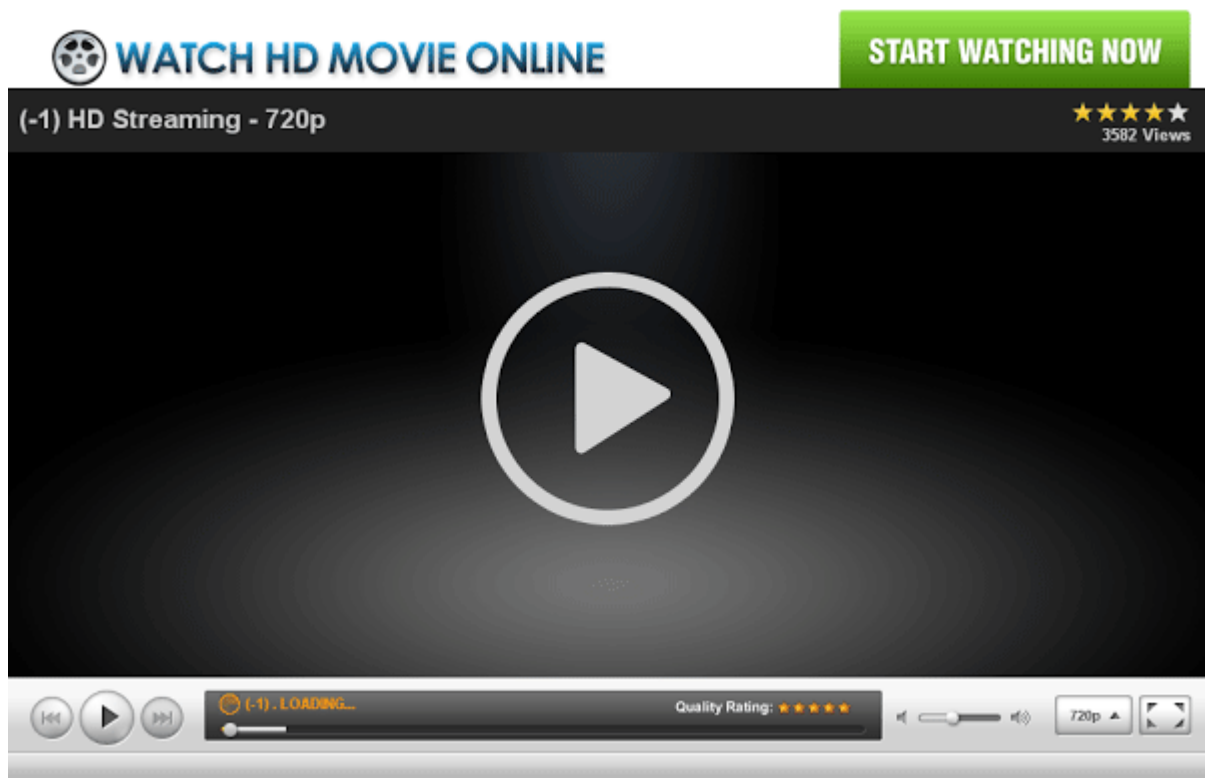 WATCH HD MOVIE ONLINE
START WATCHING NOW
(-1) HD Streaming - 720p
3582 Views
(-1) . LOADING...
Quality Rating:
720p